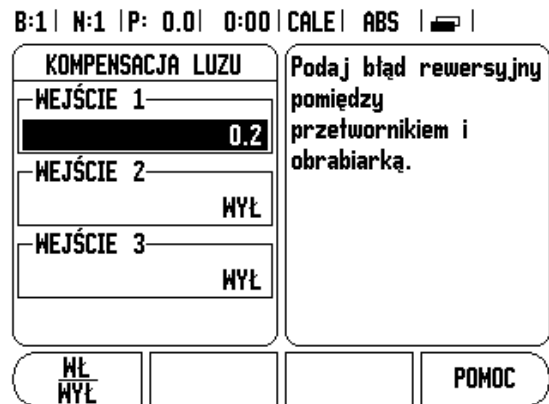 B:1| N:1 |P: 0.0| 0:00|CALE| ABS | |
KOMPENSACJA LUZU
WEJŚCIE 1
0.2
WEJŚCIE 2
WYŁ
WEJŚCIE 3
WYŁ
Podaj błąd rewersyjny
pomiędzy
przetwornikiem i
obrabiarką.
WŁ
WYŁ
POMOC